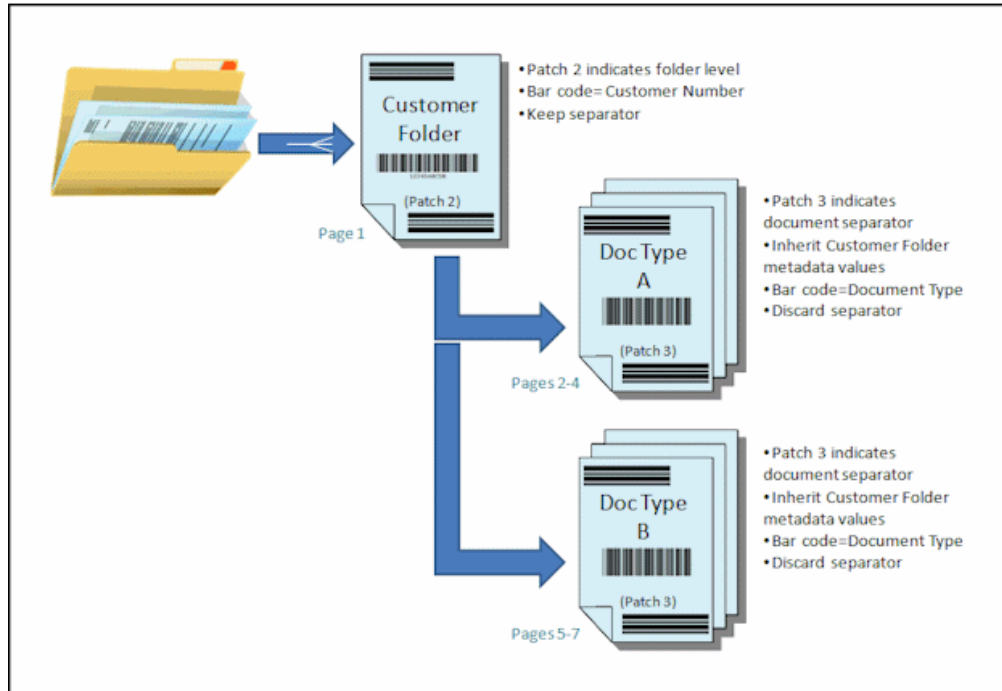 Customer
Folder
(Patch 2)
Page 1
•Patch 2 indicates folder level
•Bar code= Customer Number
•Keep separator
Doc Type
A
(Patch 3)
Pages 2-4
•Patch 3 indicates
document separator
•Inherit Customer Folder
metadata values
•Bar code=Document Type
•Discard separator
Doc Type
B
(Patch 3)
Pages 5-7
•Patch 3 indicates
document separator
•Inherit Customer Folder
metadata values
•Bar code=Document Type
•Discard separator